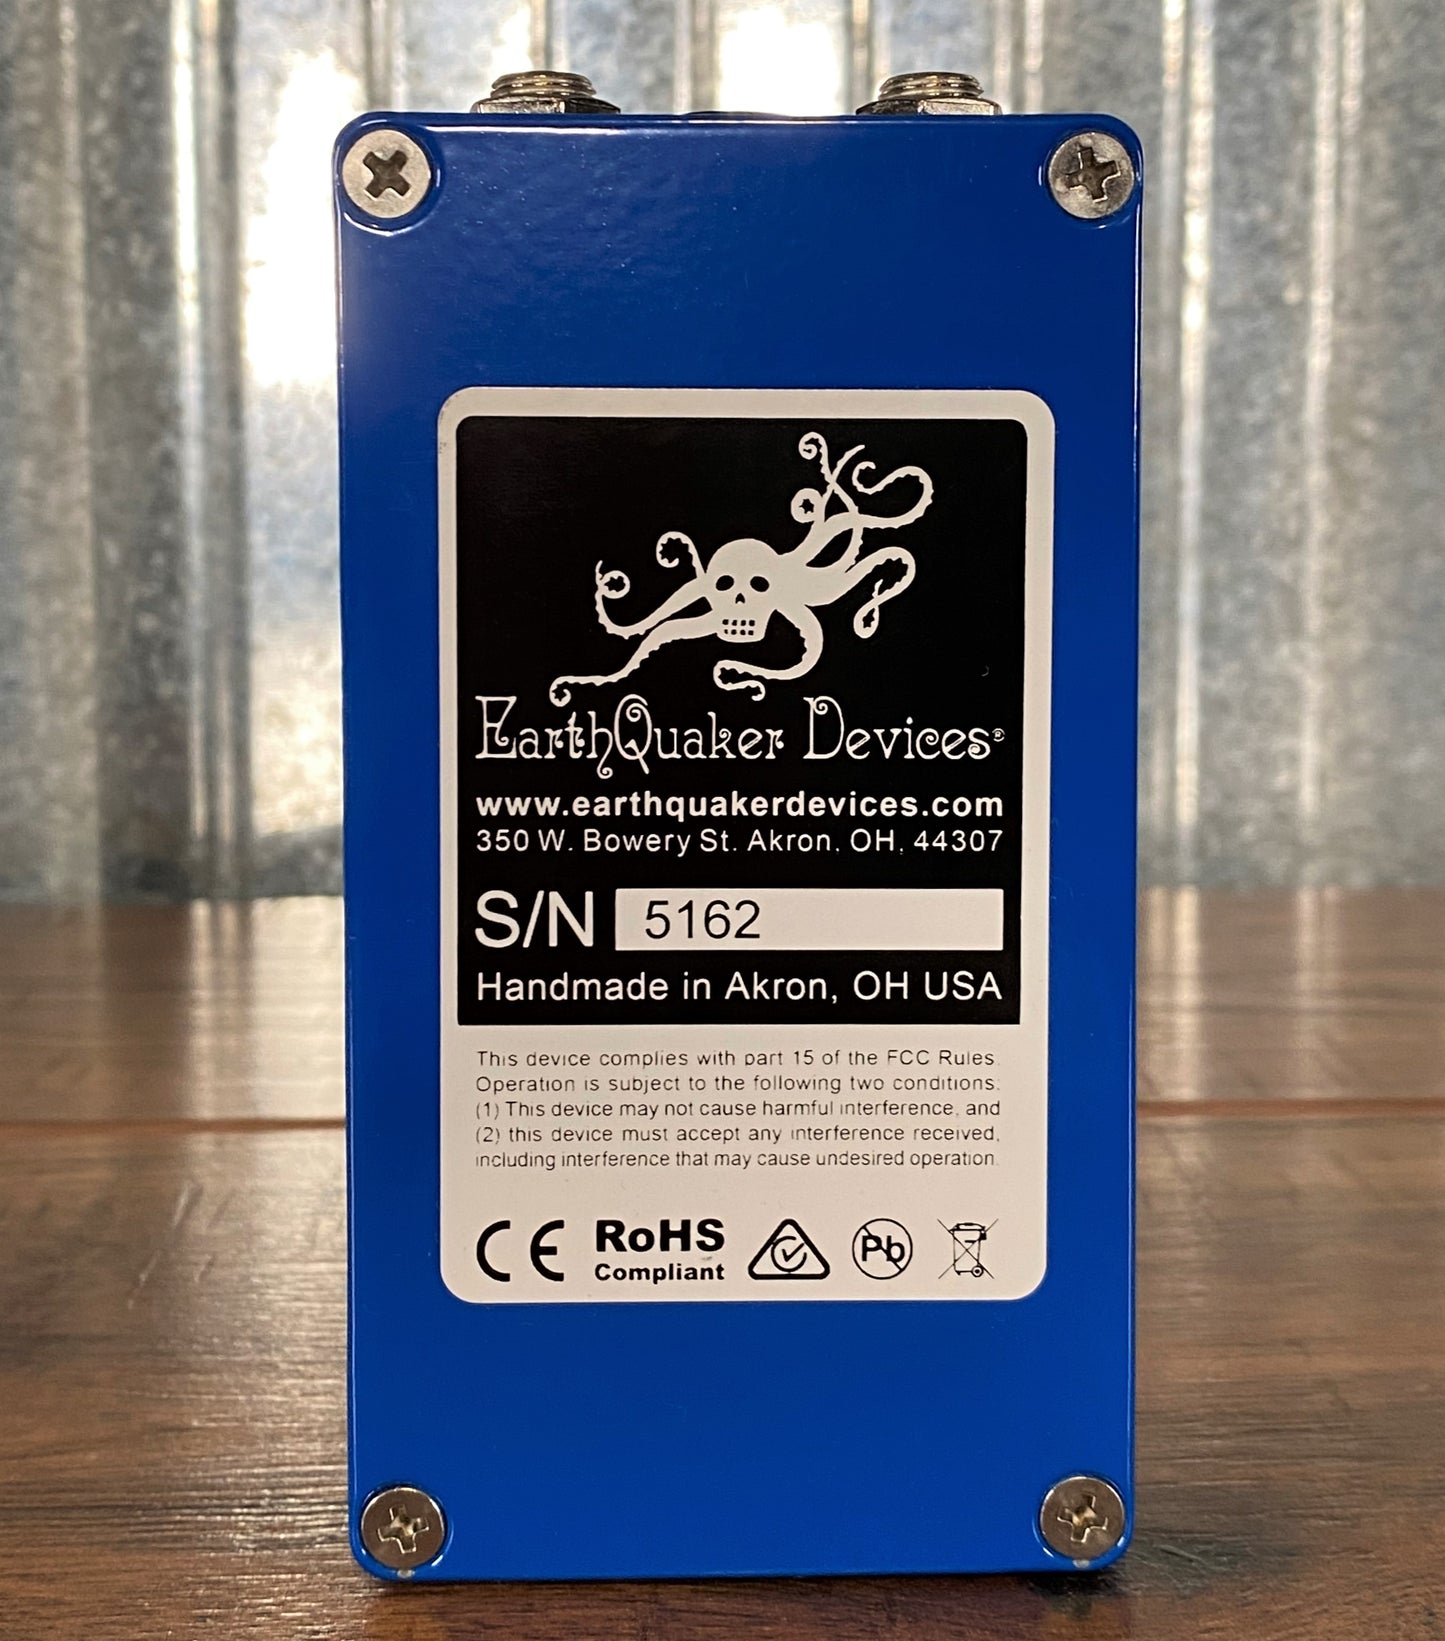 EarthQuaker Devices®
www.earthquakerdevices.com
350 W. Bowery St. Akron, OH, 44307
S/N 5162
Handmade in Akron, OH USA
This device complies with part 15 of the FCC Rules.
Operation is subject to the following two conditions:
(1) This device may not cause harmful interference, and
(2) this device must accept any interference received,
including interference that may cause undesired operation.
CE RoHS Compliant Pb